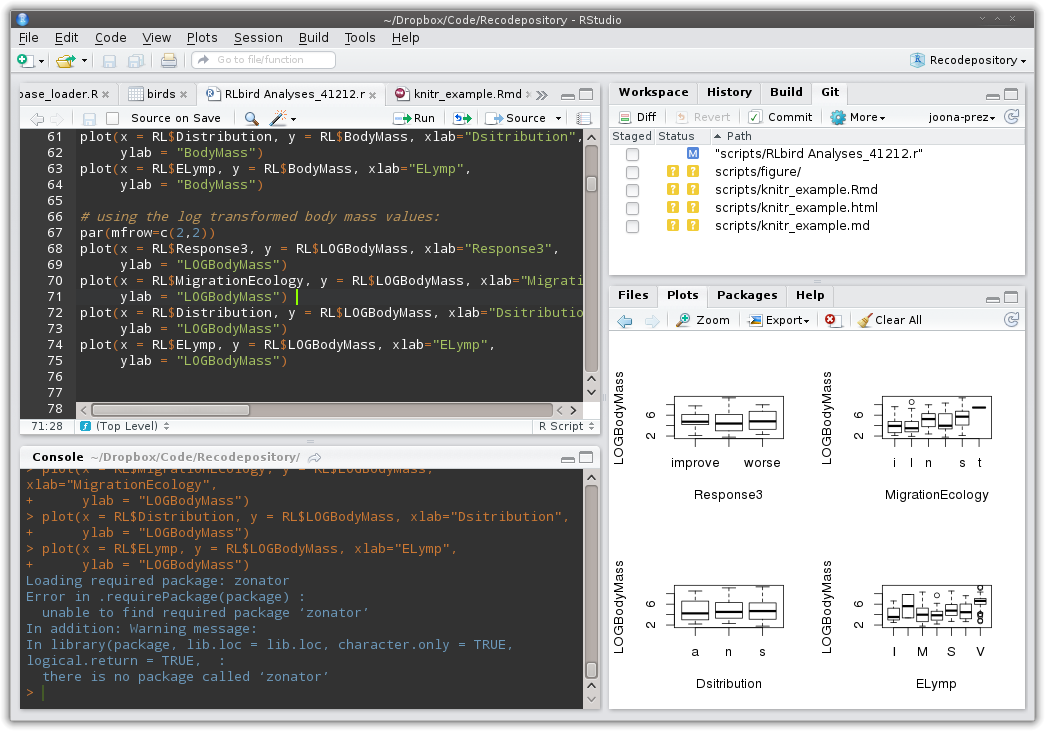 ~/Dropbox/Code/Recodepository - RStudio
File Edit Code View Plots Session Build Tools Help
Go to file/function
Recodepository
base_loader.R
birds
RLbird Analyses_41212.r
knitr_example.Rmd
Source on Save
Run
Source
61 plot(x = RL$Distribution, y = RL$BodyMass, xlab="Dsitribution",
62 ylab = "BodyMass")
63 plot(x = RL$ELymp, y = RL$BodyMass, xlab="ELymp",
64 ylab = "BodyMass")
65
66 # using the log transformed body mass values:
67 par(mfrow=c(2,2))
68 plot(x = RL$Response3, y = RL$LOGBodyMass, xlab="Response3",
69 ylab = "LOGBodyMass")
70 plot(x = RL$MigrationEcology, y = RL$LOGBodyMass, xlab="Migrati
71 ylab = "LOGBodyMass")
72 plot(x = RL$Distribution, y = RL$LOGBodyMass, xlab="Dsitributio
73 ylab = "LOGBodyMass")
74 plot(x = RL$ELymp, y = RL$LOGBodyMass, xlab="ELymp",
75 ylab = "LOGBodyMass")
76
77
78
71:28
(Top Level)
R Script
Console ~/Dropbox/Code/Recodepository/
> plot(x = RL$MigrationEcology, y = RL$LOGBodyMass,
xlab="MigrationEcology",
+ ylab = "LOGBodyMass")
> plot(x = RL$Distribution, y = RL$LOGBodyMass, xlab="Dsitribution",
+ ylab = "LOGBodyMass")
> plot(x = RL$ELymp, y = RL$LOGBodyMass, xlab="ELymp",
+ ylab = "LOGBodyMass")
Loading required package: zonator
Error in .requirePackage(package) :
unable to find required package ‘zonator’
In addition: Warning message:
In library(package, lib.loc = lib.loc, character.only = TRUE,
logical.return = TRUE, :
there is no package called ‘zonator’
>
Workspace History Build Git
Diff Revert Commit More joona-prez
Staged Status Path
M "scripts/RLbird Analyses_41212.r"
? ? scripts/figure/
? ? scripts/knitr_example.Rmd
? ? scripts/knitr_example.html
? ? scripts/knitr_example.md
Files Plots Packages Help
Zoom Export Clear All
LOGBodyMass
6
2
improve worse
Response3
LOGBodyMass
6
2
i l n s t
MigrationEcology
LOGBodyMass
6
2
a n s
Dsitribution
LOGBodyMass
6
2
I M S V
ELymp